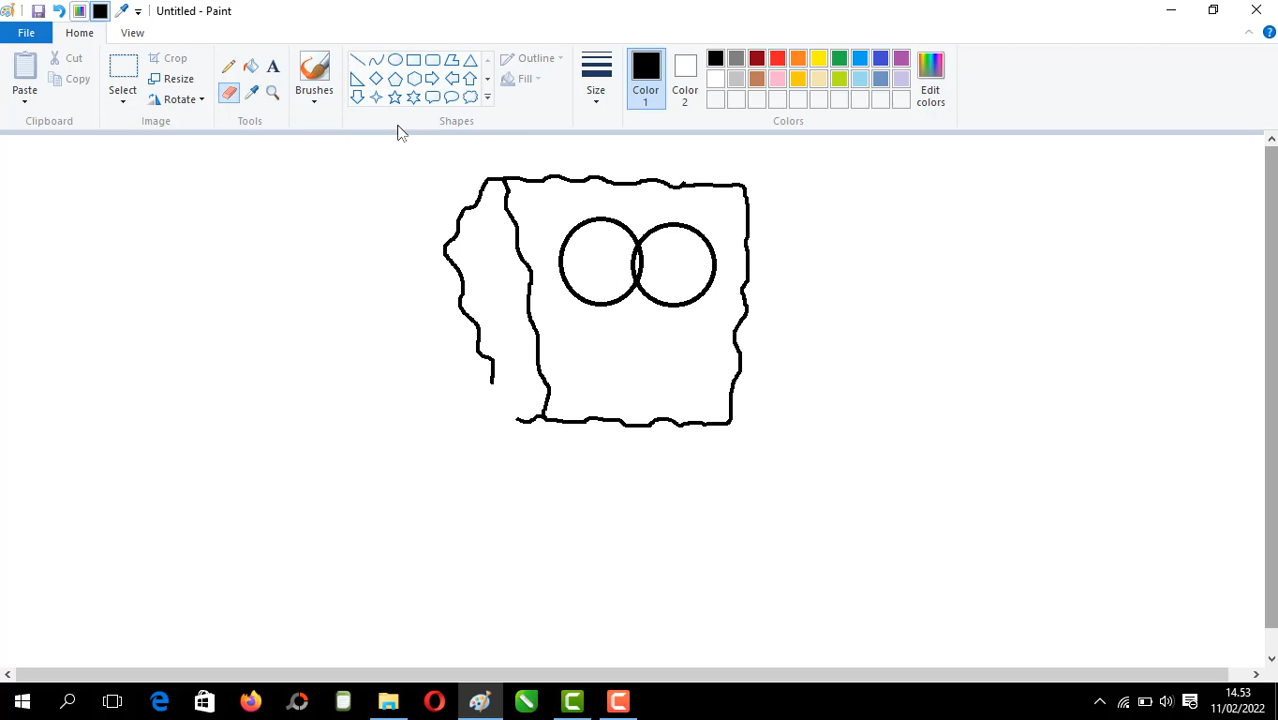 Untitled - Paint
File Home View
Paste
Cut
Copy
Clipboard
Select
Crop
Resize
Rotate
Image
Tools
Brushes
Outline
Fill
Shapes
Size
Color 1
Color 2
Edit colors
Colors
14.53
11/02/2022